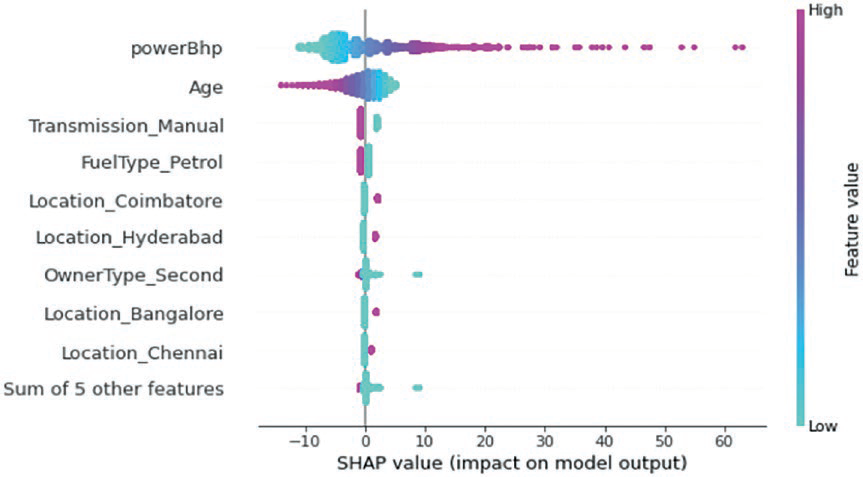 High
powerBhp
Age
Transmission_Manual
FuelType_Petrol
Location_Coimbatore
Location_Hyderabad
OwnerType_Second
Location_Bangalore
Location_Chennai
Sum of 5 other features
Feature value
Low
−10 0 10 20 30 40 50 60
SHAP value (impact on model output)